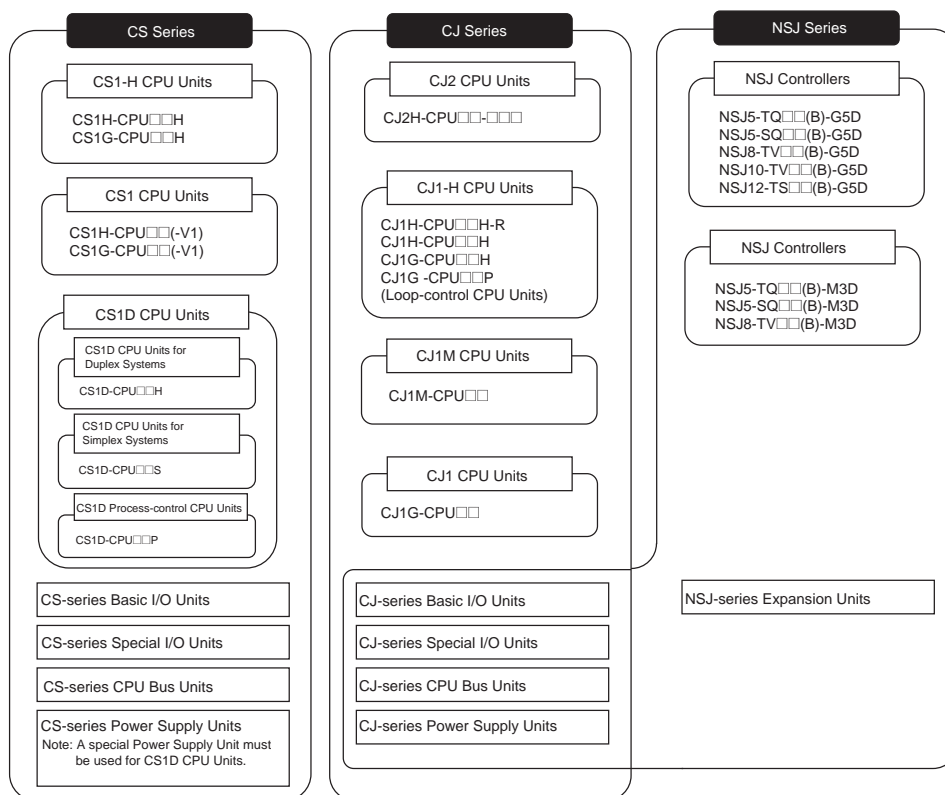 CS Series
CS1-H CPU Units
CS1H-CPU□□H
CS1G-CPU□□H
CS1 CPU Units
CS1H-CPU□□(-V1)
CS1G-CPU□□(-V1)
CS1D CPU Units
CS1D CPU Units for
Duplex Systems
CS1D-CPU□□H
CS1D CPU Units for
Simplex Systems
CS1D-CPU□□S
CS1D Process-control CPU Units
CS1D-CPU□□P
CS-series Basic I/O Units
CS-series Special I/O Units
CS-series CPU Bus Units
CS-series Power Supply Units
Note: A special Power Supply Unit must
be used for CS1D CPU Units.
CJ Series
CJ2 CPU Units
CJ2H-CPU□□-□□□
CJ1-H CPU Units
CJ1H-CPU□□H-R
CJ1H-CPU□□H
CJ1G-CPU□□H
CJ1G -CPU□□P
(Loop-control CPU Units)
CJ1M CPU Units
CJ1M-CPU□□
CJ1 CPU Units
CJ1G-CPU□□
CJ-series Basic I/O Units
CJ-series Special I/O Units
CJ-series CPU Bus Units
CJ-series Power Supply Units
NSJ Series
NSJ Controllers
NSJ5-TQ□□(B)-G5D
NSJ5-SQ□□(B)-G5D
NSJ8-TV□□(B)-G5D
NSJ10-TV□□(B)-G5D
NSJ12-TS□□(B)-G5D
NSJ Controllers
NSJ5-TQ□□(B)-M3D
NSJ5-SQ□□(B)-M3D
NSJ8-TV□□(B)-M3D
NSJ-series Expansion Units